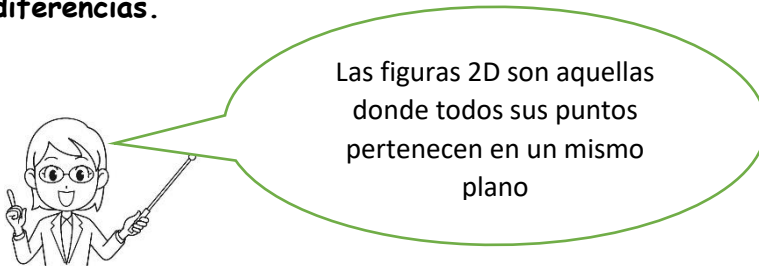 diferencias.
Las figuras 2D son aquellas
donde todos sus puntos
pertenecen en un mismo
plano